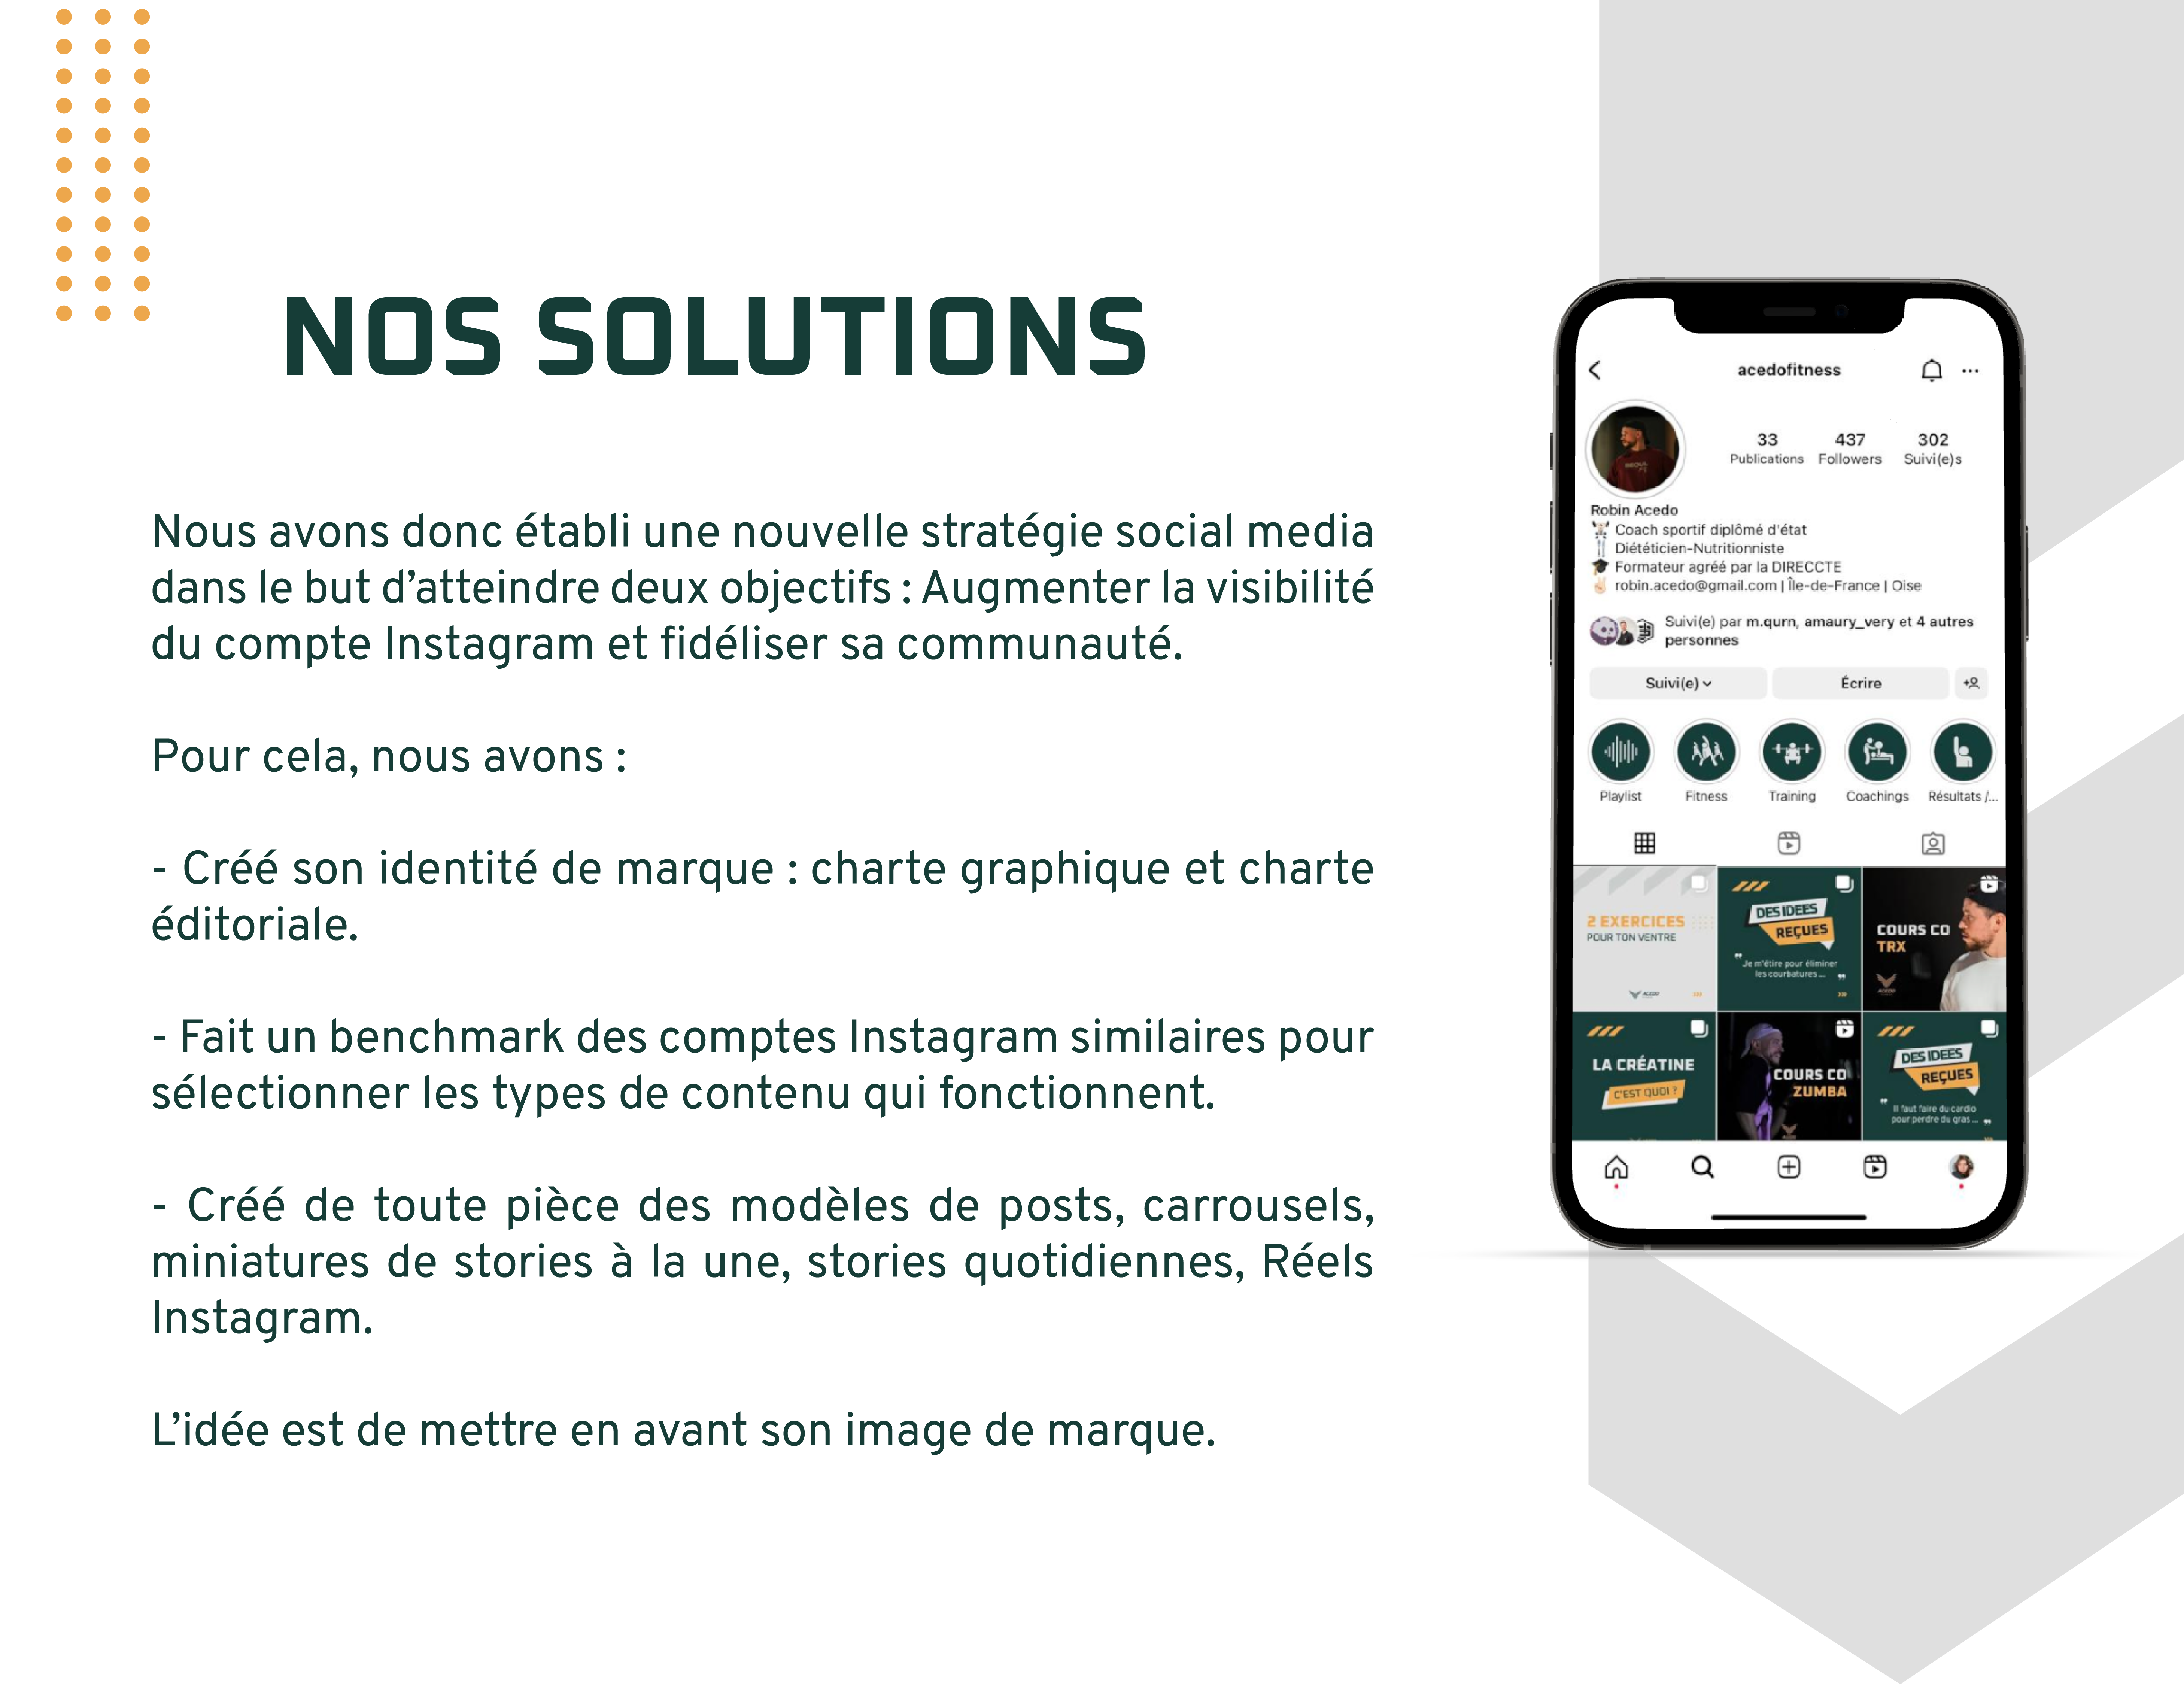 NOS SOLUTIONS
Nous avons donc établi une nouvelle stratégie social media
dans le but d’atteindre deux objectifs : Augmenter la visibilité
du compte Instagram et fidéliser sa communauté.
Pour cela, nous avons :
- Créé son identité de marque : charte graphique et charte
éditoriale.
- Fait un benchmark des comptes Instagram similaires pour
sélectionner les types de contenu qui fonctionnent.
- Créé de toute pièce des modèles de posts, carrousels,
miniatures de stories à la une, stories quotidiennes, Réels
Instagram.
L’idée est de mettre en avant son image de marque.
acedofitness
33 437 302
Publications Followers Suivi(e)s
Robin Acedo
Coach sportif diplômé d'état
Diététicien-Nutritionniste
Formateur agréé par la DIRECCTE
robin.acedo@gmail.com | Île-de-France | Oise
Suivi(e) par m.qurn, amaury_very et 4 autres
personnes
Suivi(e) Écrire
Playlist Fitness Training Coachings Résultats /...
2 EXERCICES
POUR TON VENTRE
ACEDO
DES IDEES
REÇUES
" Je m'étire pour éliminer
les courbatures ... "
COURS CO
TRX
ACEDO
LA CRÉATINE
C'EST QUOI ?
COURS CO
ZUMBA
DES IDEES
REÇUES
" Il faut faire du cardio
pour perdre du gras ... "